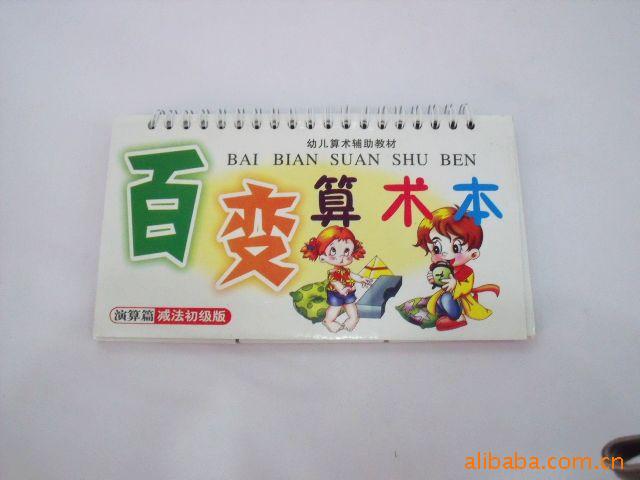 幼儿算术辅助教材
BAI BIAN SUAN SHU BEN
百变算术本
演算篇 减法初级版
alibaba.com.cn